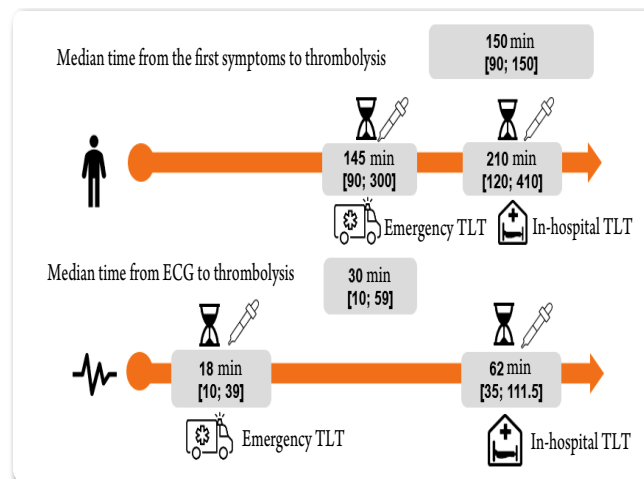 Median time from the first symptoms to thrombolysis
150 min
[90; 150]
145 min
[90; 300]
210 min
[120; 410]
Emergency TLT
In-hospital TLT
Median time from ECG to thrombolysis
30 min
[10; 59]
18 min
[10; 39]
62 min
[35; 111.5]
Emergency TLT
In-hospital TLT